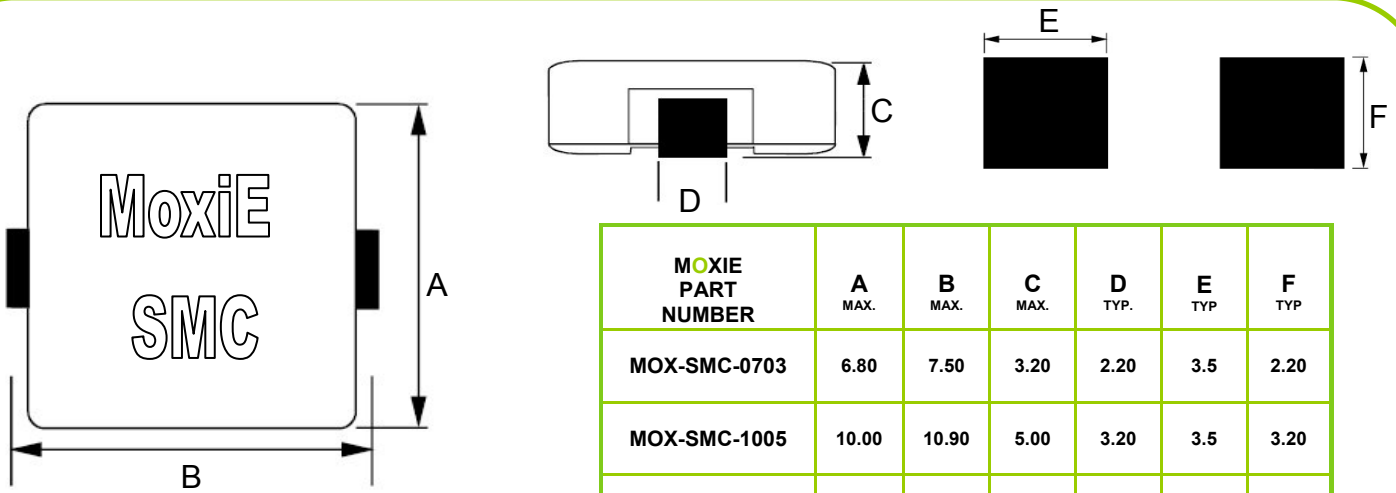 E
C
F
D
MoxiE
SMC
A
B
MOXIE
PART
NUMBER
A
MAX.
B
MAX.
C
MAX.
D
TYP.
E
TYP
F
TYP
MOX-SMC-0703 6.80 7.50 3.20 2.20 3.5 2.20
MOX-SMC-1005 10.00 10.90 5.00 3.20 3.5 3.20